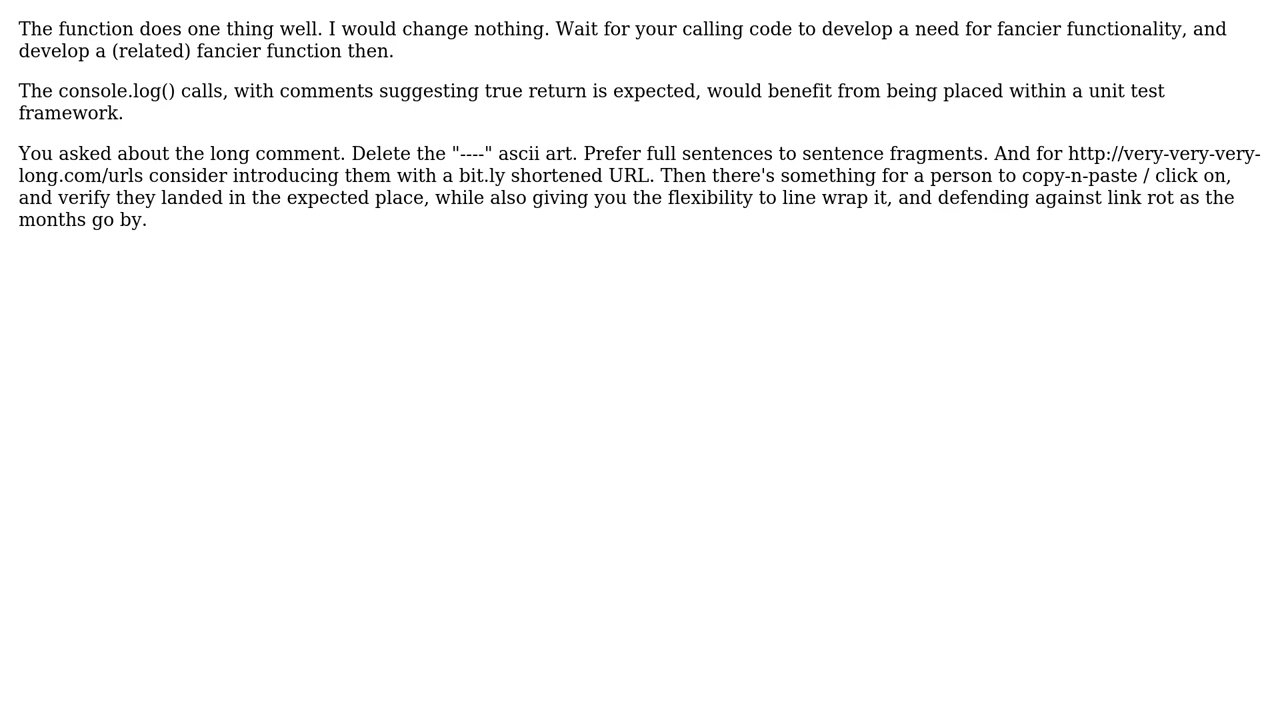 The function does one thing well. I would change nothing. Wait for your calling code to develop a need for fancier functionality, and
develop a (related) fancier function then.
The console.log() calls, with comments suggesting true return is expected, would benefit from being placed within a unit test
framework.
You asked about the long comment. Delete the "----" ascii art. Prefer full sentences to sentence fragments. And for http://very-very-very-
long.com/urls consider introducing them with a bit.ly shortened URL. Then there's something for a person to copy-n-paste / click on,
and verify they landed in the expected place, while also giving you the flexibility to line wrap it, and defending against link rot as the
months go by.